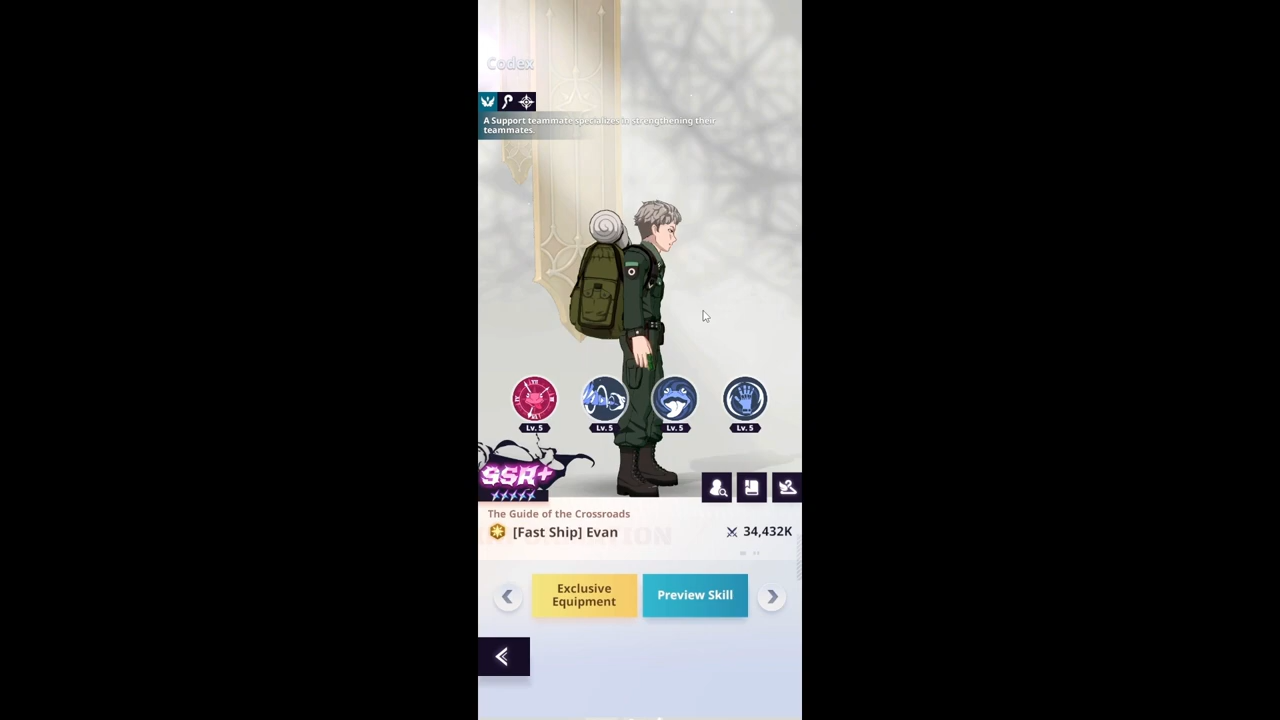 Codex
A Support teammate specializes in strengthening their
teammates.
Lv. 5
Lv. 5
Lv. 5
Lv. 5
SSR+
The Guide of the Crossroads
[Fast Ship] Evan
34,432K
Exclusive
Equipment
Preview Skill